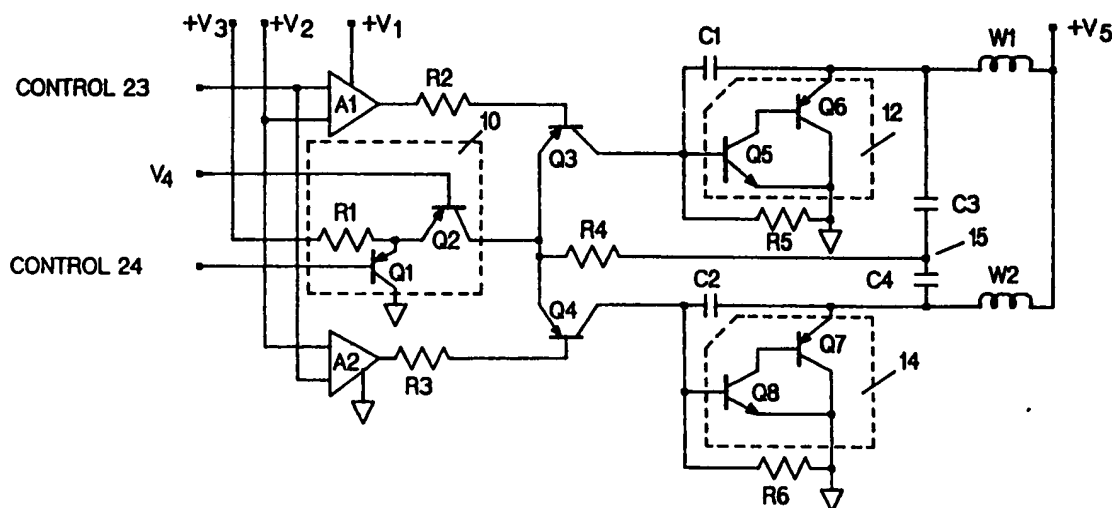 +V3 +V2 +V1
C1
W1
+V5
CONTROL 23
A1
R2
10
Q6
12
Q5
Q3
V4
R1
Q2
R4
R5
C3
15
CONTROL 24
Q1
C2
C4
W2
Q4
Q7
A2
R3
14
Q8
R6